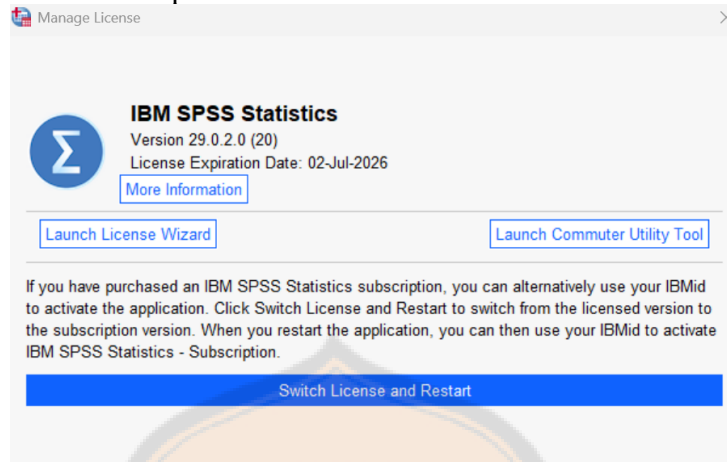 Manage License
IBM SPSS Statistics
Version 29.0.2.0 (20)
License Expiration Date: 02-Jul-2026
More Information
Launch License Wizard
Launch Commuter Utility Tool
If you have purchased an IBM SPSS Statistics subscription, you can alternatively use your IBMid
to activate the application. Click Switch License and Restart to switch from the licensed version to
the subscription version. When you restart the application, you can then use your IBMid to activate
IBM SPSS Statistics - Subscription.
Switch License and Restart